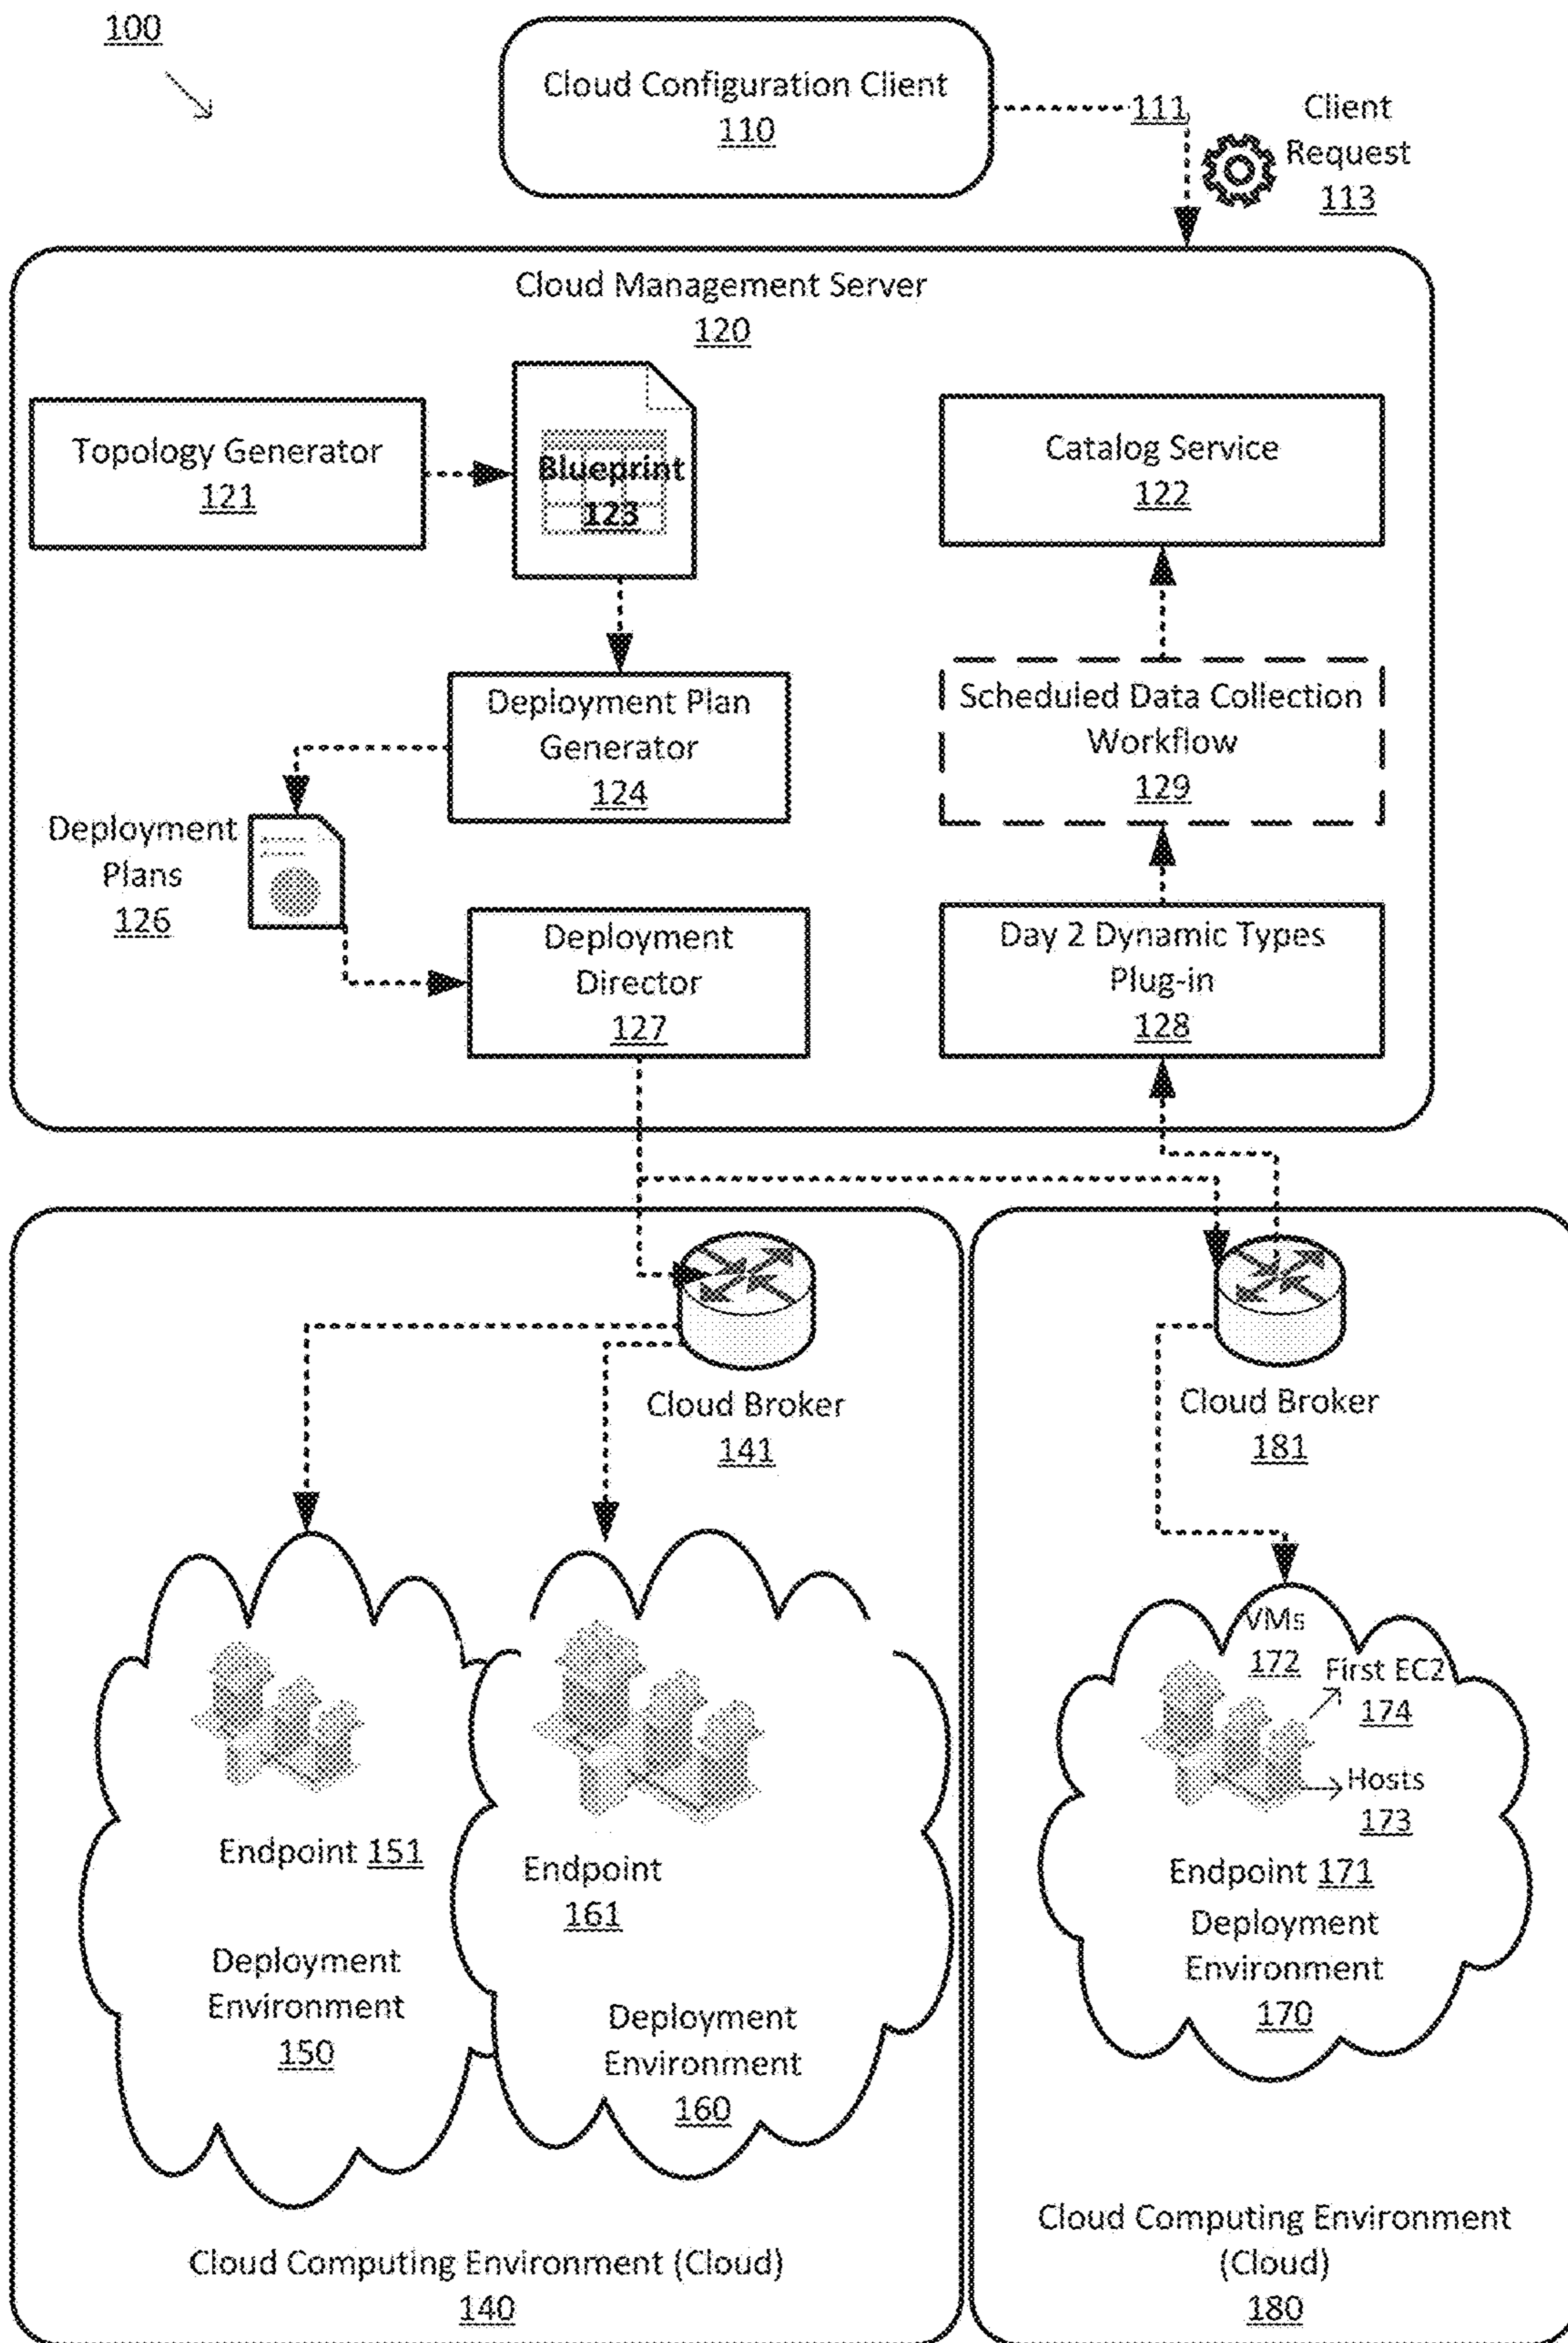 100
Cloud Configuration Client
110
111
Client
Request
113
Cloud Management Server
120
Topology Generator
121
Blueprint
123
Catalog Service
122
Deployment Plan
Generator
124
Scheduled Data Collection
Workflow
129
Deployment
Plans
126
Deployment
Director
127
Day 2 Dynamic Types
Plug-in
128
Cloud Broker
141
Cloud Broker
181
VMs
172
First EC2
174
Hosts
173
Endpoint 151
Endpoint
161
Endpoint 171
Deployment
Environment
150
Deployment
Environment
160
Deployment
Environment
170
Cloud Computing Environment (Cloud)
140
Cloud Computing Environment
(Cloud)
180